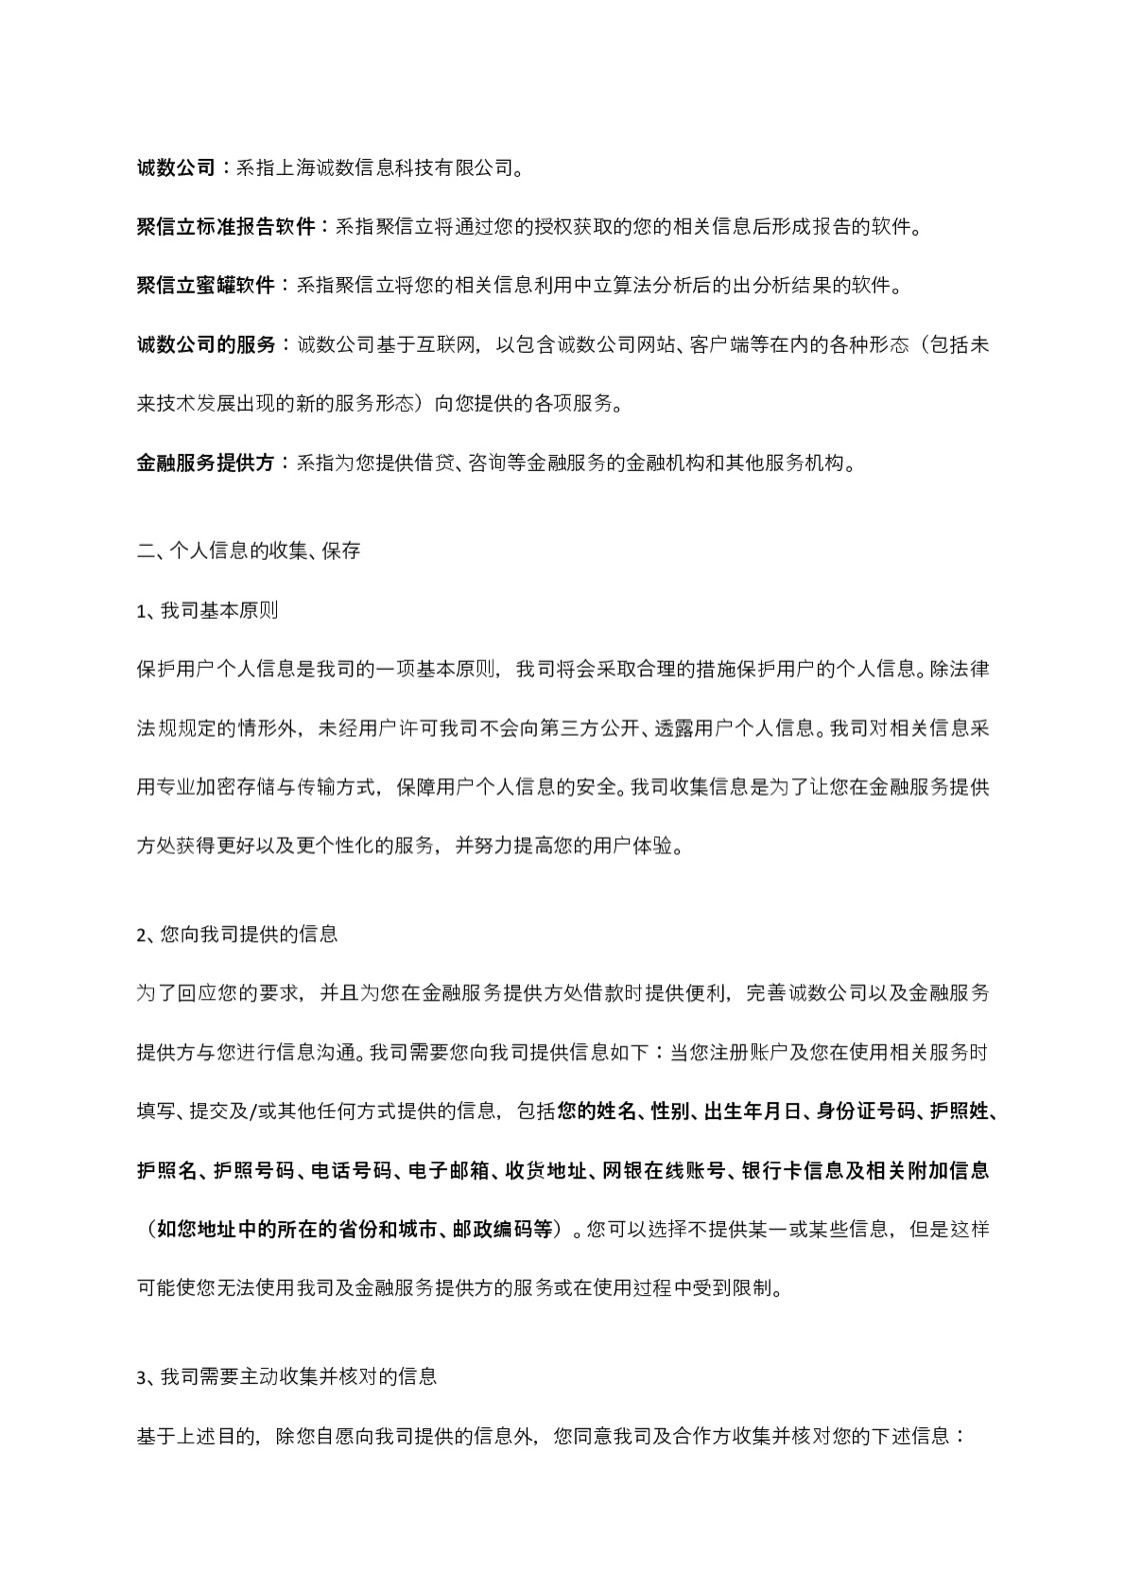 诚数公司：系指上海诚数信息科技有限公司。
聚信立标准报告软件：系指聚信立将通过您的授权获取的您的相关信息后形成报告的软件。
聚信立蜜罐软件：系指聚信立将您的相关信息利用中立算法分析后的出分析结果的软件。
诚数公司的服务：诚数公司基于互联网，以包含诚数公司网站、客户端等在内的各种形态（包括未
来技术发展出现的新的服务形态）向您提供的各项服务。
金融服务提供方：系指为您提供借贷、咨询等金融服务的金融机构和其他服务机构。
二、个人信息的收集、保存
1、我司基本原则
保护用户个人信息是我司的一项基本原则，我司将会采取合理的措施保护用户的个人信息。除法律
法规规定的情形外，未经用户许可我司不会向第三方公开、透露用户个人信息。我司对相关信息采
用专业加密存储与传输方式，保障用户个人信息的安全。我司收集信息是为了让您在金融服务提供
方处获得更好以及更个性化的服务，并努力提高您的用户体验。
2、您向我司提供的信息
为了回应您的要求，并且为您在金融服务提供方处借款时提供便利，完善诚数公司以及金融服务
提供方与您进行信息沟通。我司需要您向我司提供信息如下：当您注册账户及您在使用相关服务时
填写、提交及/或其他任何方式提供的信息，包括您的姓名、性别、出生年月日、身份证号码、护照姓、
护照名、护照号码、电话号码、电子邮箱、收货地址、网银在线账号、银行卡信息及相关附加信息
（如您地址中的所在的省份和城市、邮政编码等）。您可以选择不提供某一或某些信息，但是这样
可能使您无法使用我司及金融服务提供方的服务或在使用过程中受到限制。
3、我司需要主动收集并核对的信息
基于上述目的，除您自愿向我司提供的信息外，您同意我司及合作方收集并核对您的下述信息：